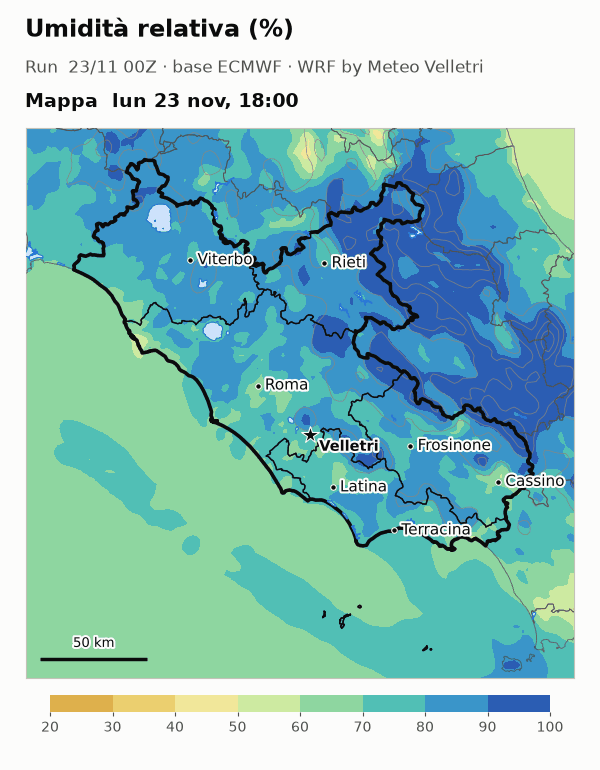 Umidità relativa (%)
Run  23/11 00Z · base ECMWF · WRF by Meteo Velletri
Mappa  lun 23 nov, 18:00
Viterbo
Rieti
Roma
Velletri
Frosinone
Cassino
Latina
Terracina
50 km
20 30 40 50 60 70 80 90 100